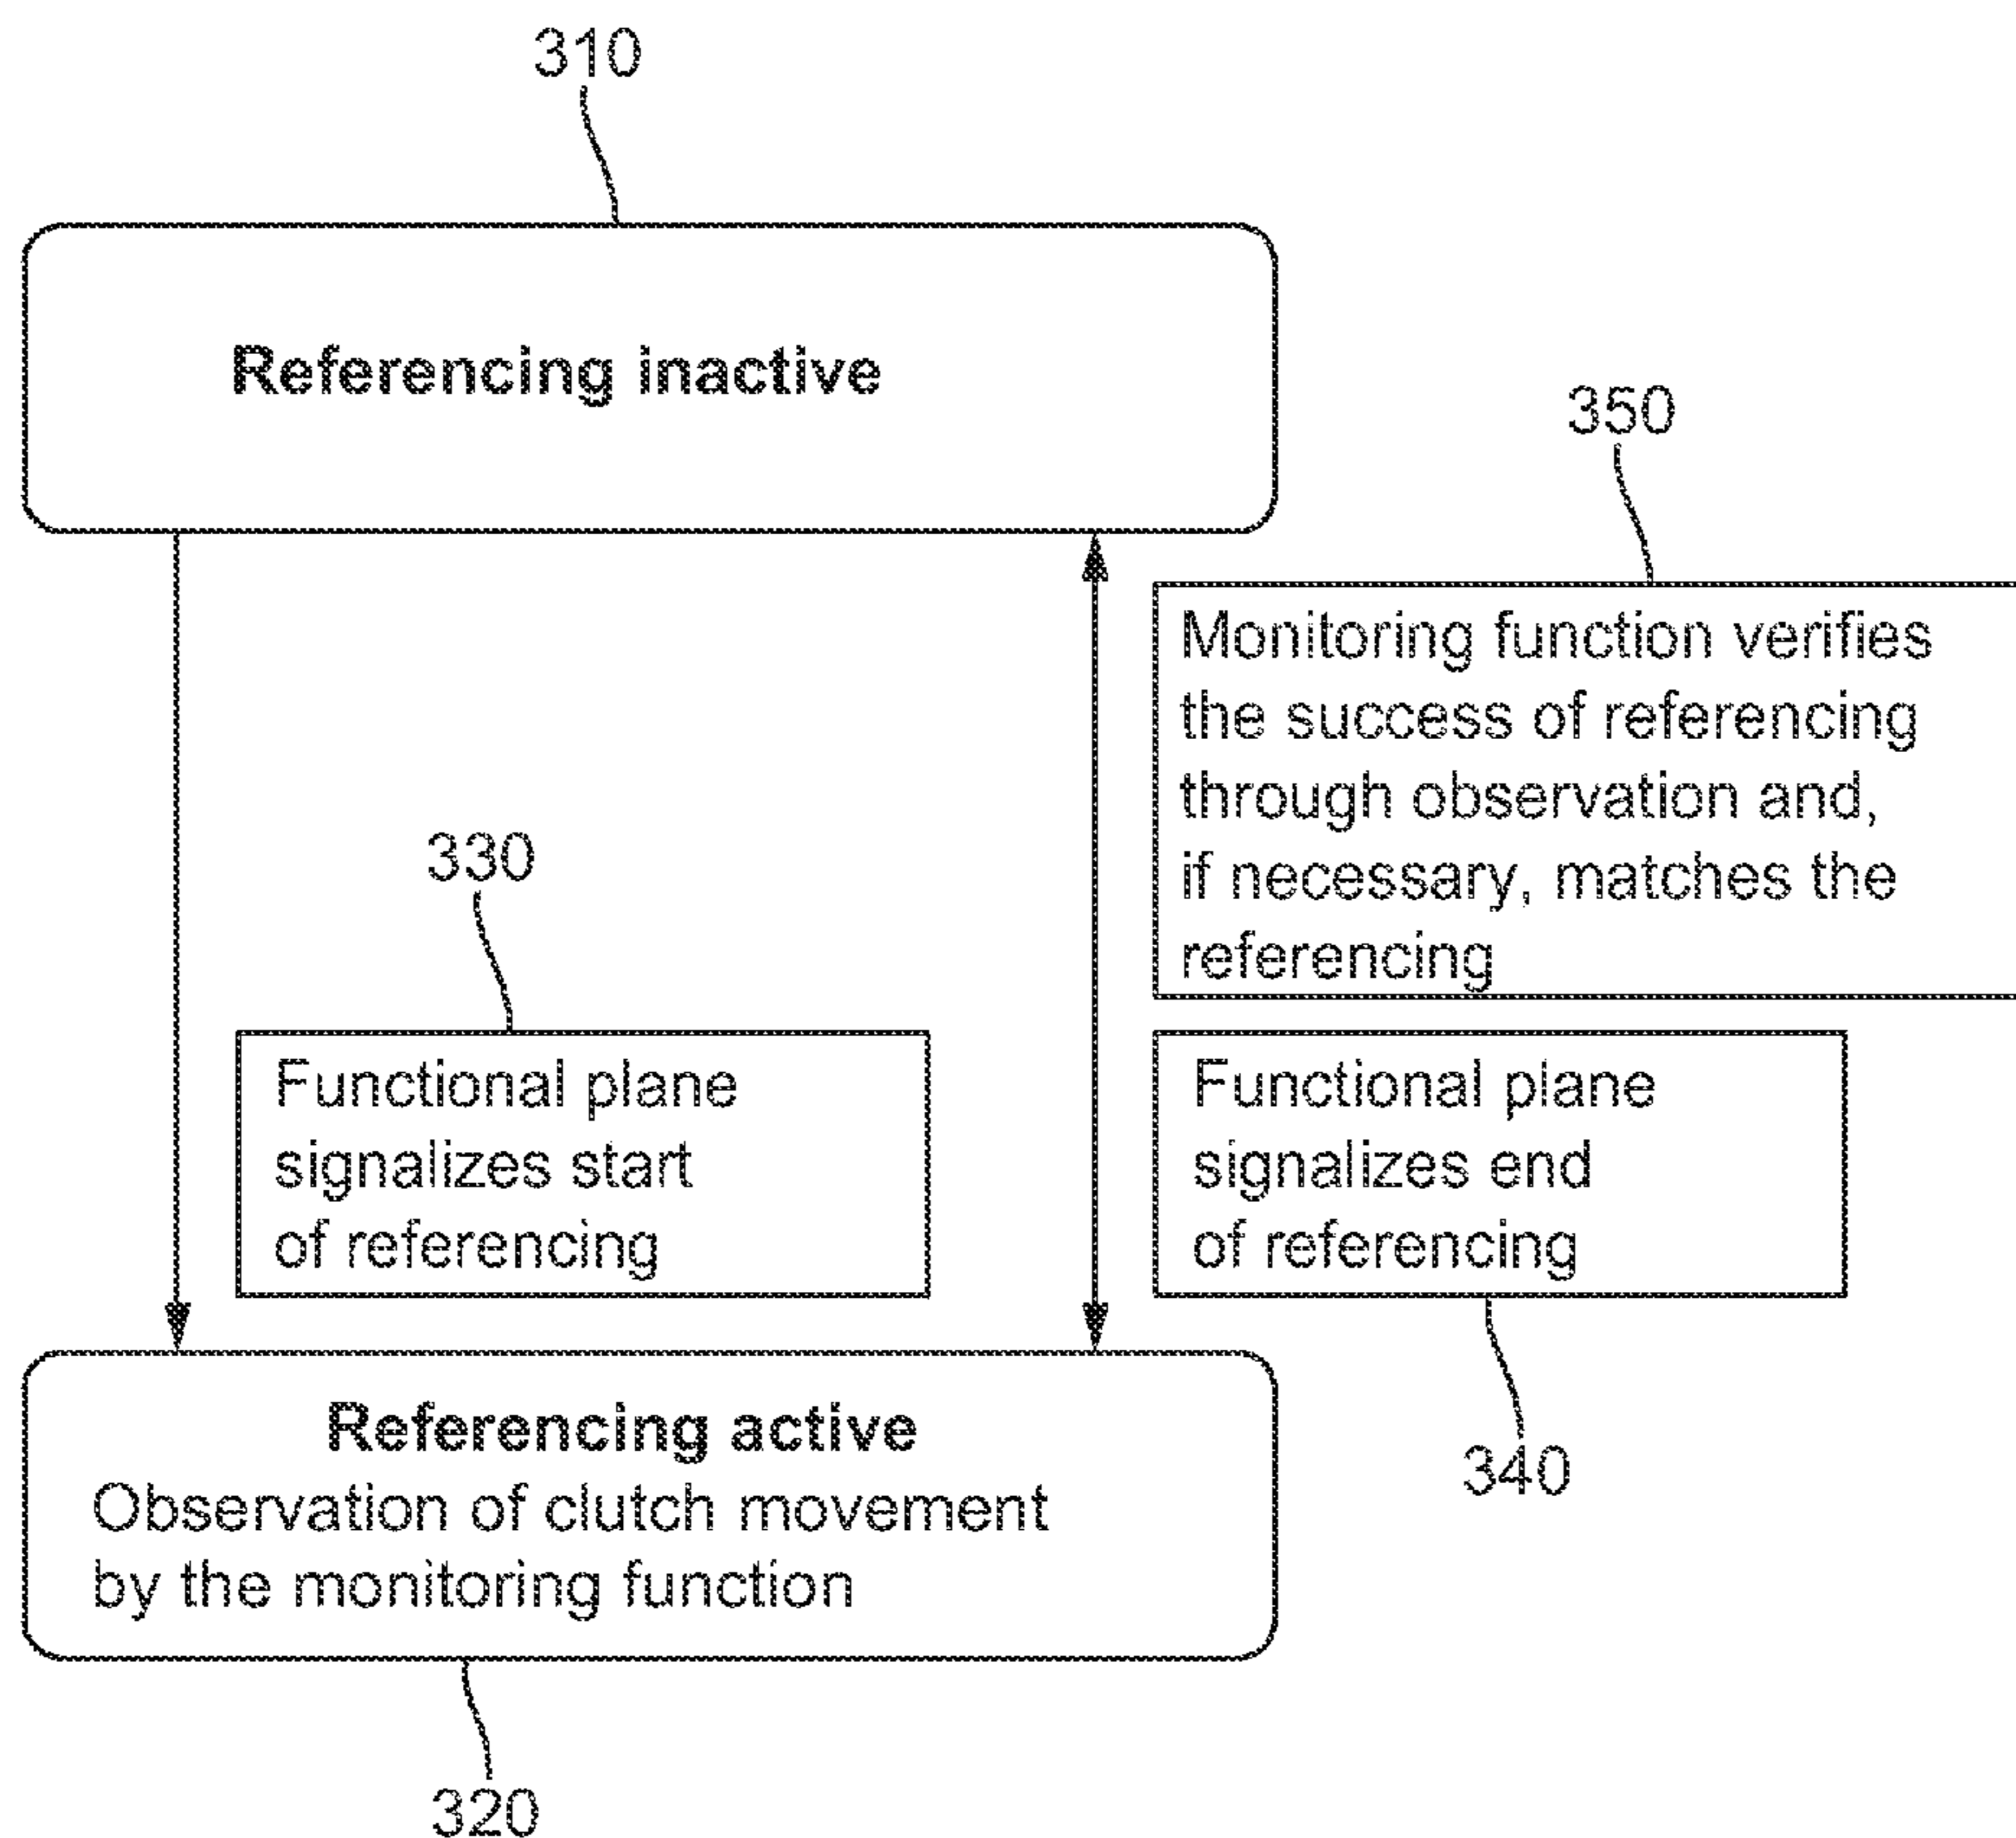 310
Referencing inactive
350
Monitoring function verifies
the success of referencing
through observation and,
if necessary, matches the
referencing
330
Functional plane
signalizes start
of referencing
Functional plane
signalizes end
of referencing
340
Referencing active
Observation of clutch movement
by the monitoring function
320